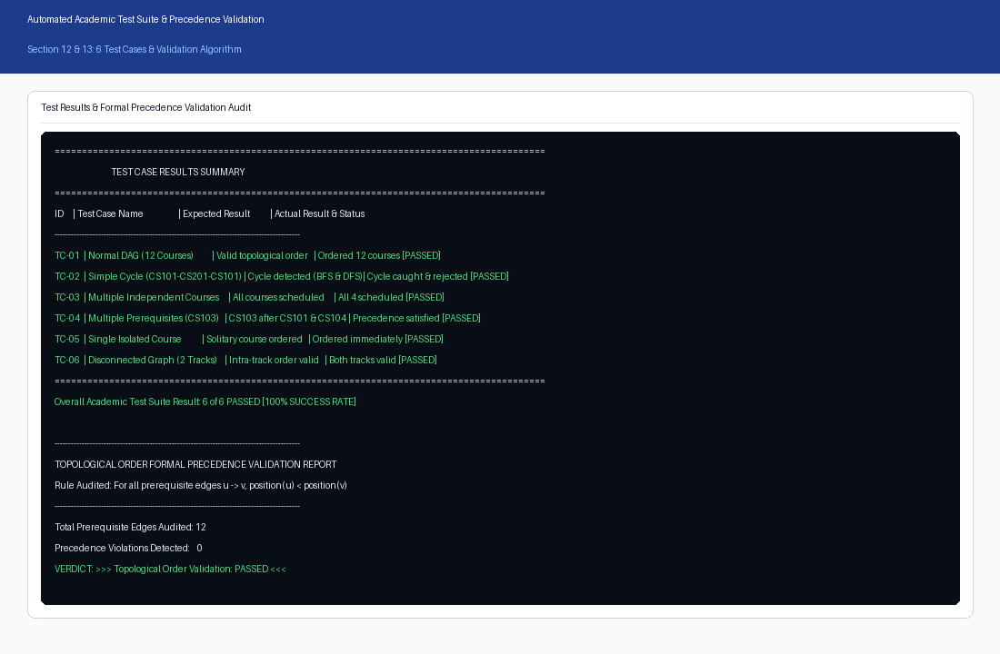 Automated Academic Test Suite & Precedence Validation
Section 12 & 13: 6 Test Cases & Validation Algorithm
Test Results & Formal Precedence Validation Audit
==========================================================================================
TEST CASE RESULTS SUMMARY
==========================================================================================
ID | Test Case Name | Expected Result | Actual Result & Status
------------------------------------------------------------------------------------------
TC-01 | Normal DAG (12 Courses) | Valid topological order | Ordered 12 courses [PASSED]
TC-02 | Simple Cycle (CS101-CS201-CS101) | Cycle detected (BFS & DFS)| Cycle caught & rejected [PASSED]
TC-03 | Multiple Independent Courses | All courses scheduled | All 4 scheduled [PASSED]
TC-04 | Multiple Prerequisites (CS103) | CS103 after CS101 & CS104 | Precedence satisfied [PASSED]
TC-05 | Single Isolated Course | Solitary course ordered | Ordered immediately [PASSED]
TC-06 | Disconnected Graph (2 Tracks) | Intra-track order valid | Both tracks valid [PASSED]
==========================================================================================
Overall Academic Test Suite Result: 6 of 6 PASSED [100% SUCCESS RATE]
------------------------------------------------------------------------------------------
TOPOLOGICAL ORDER FORMAL PRECEDENCE VALIDATION REPORT
Rule Audited: For all prerequisite edges u -> v, position(u) < position(v)
------------------------------------------------------------------------------------------
Total Prerequisite Edges Audited: 12
Precedence Violations Detected: 0
VERDICT: >>> Topological Order Validation: PASSED <<<